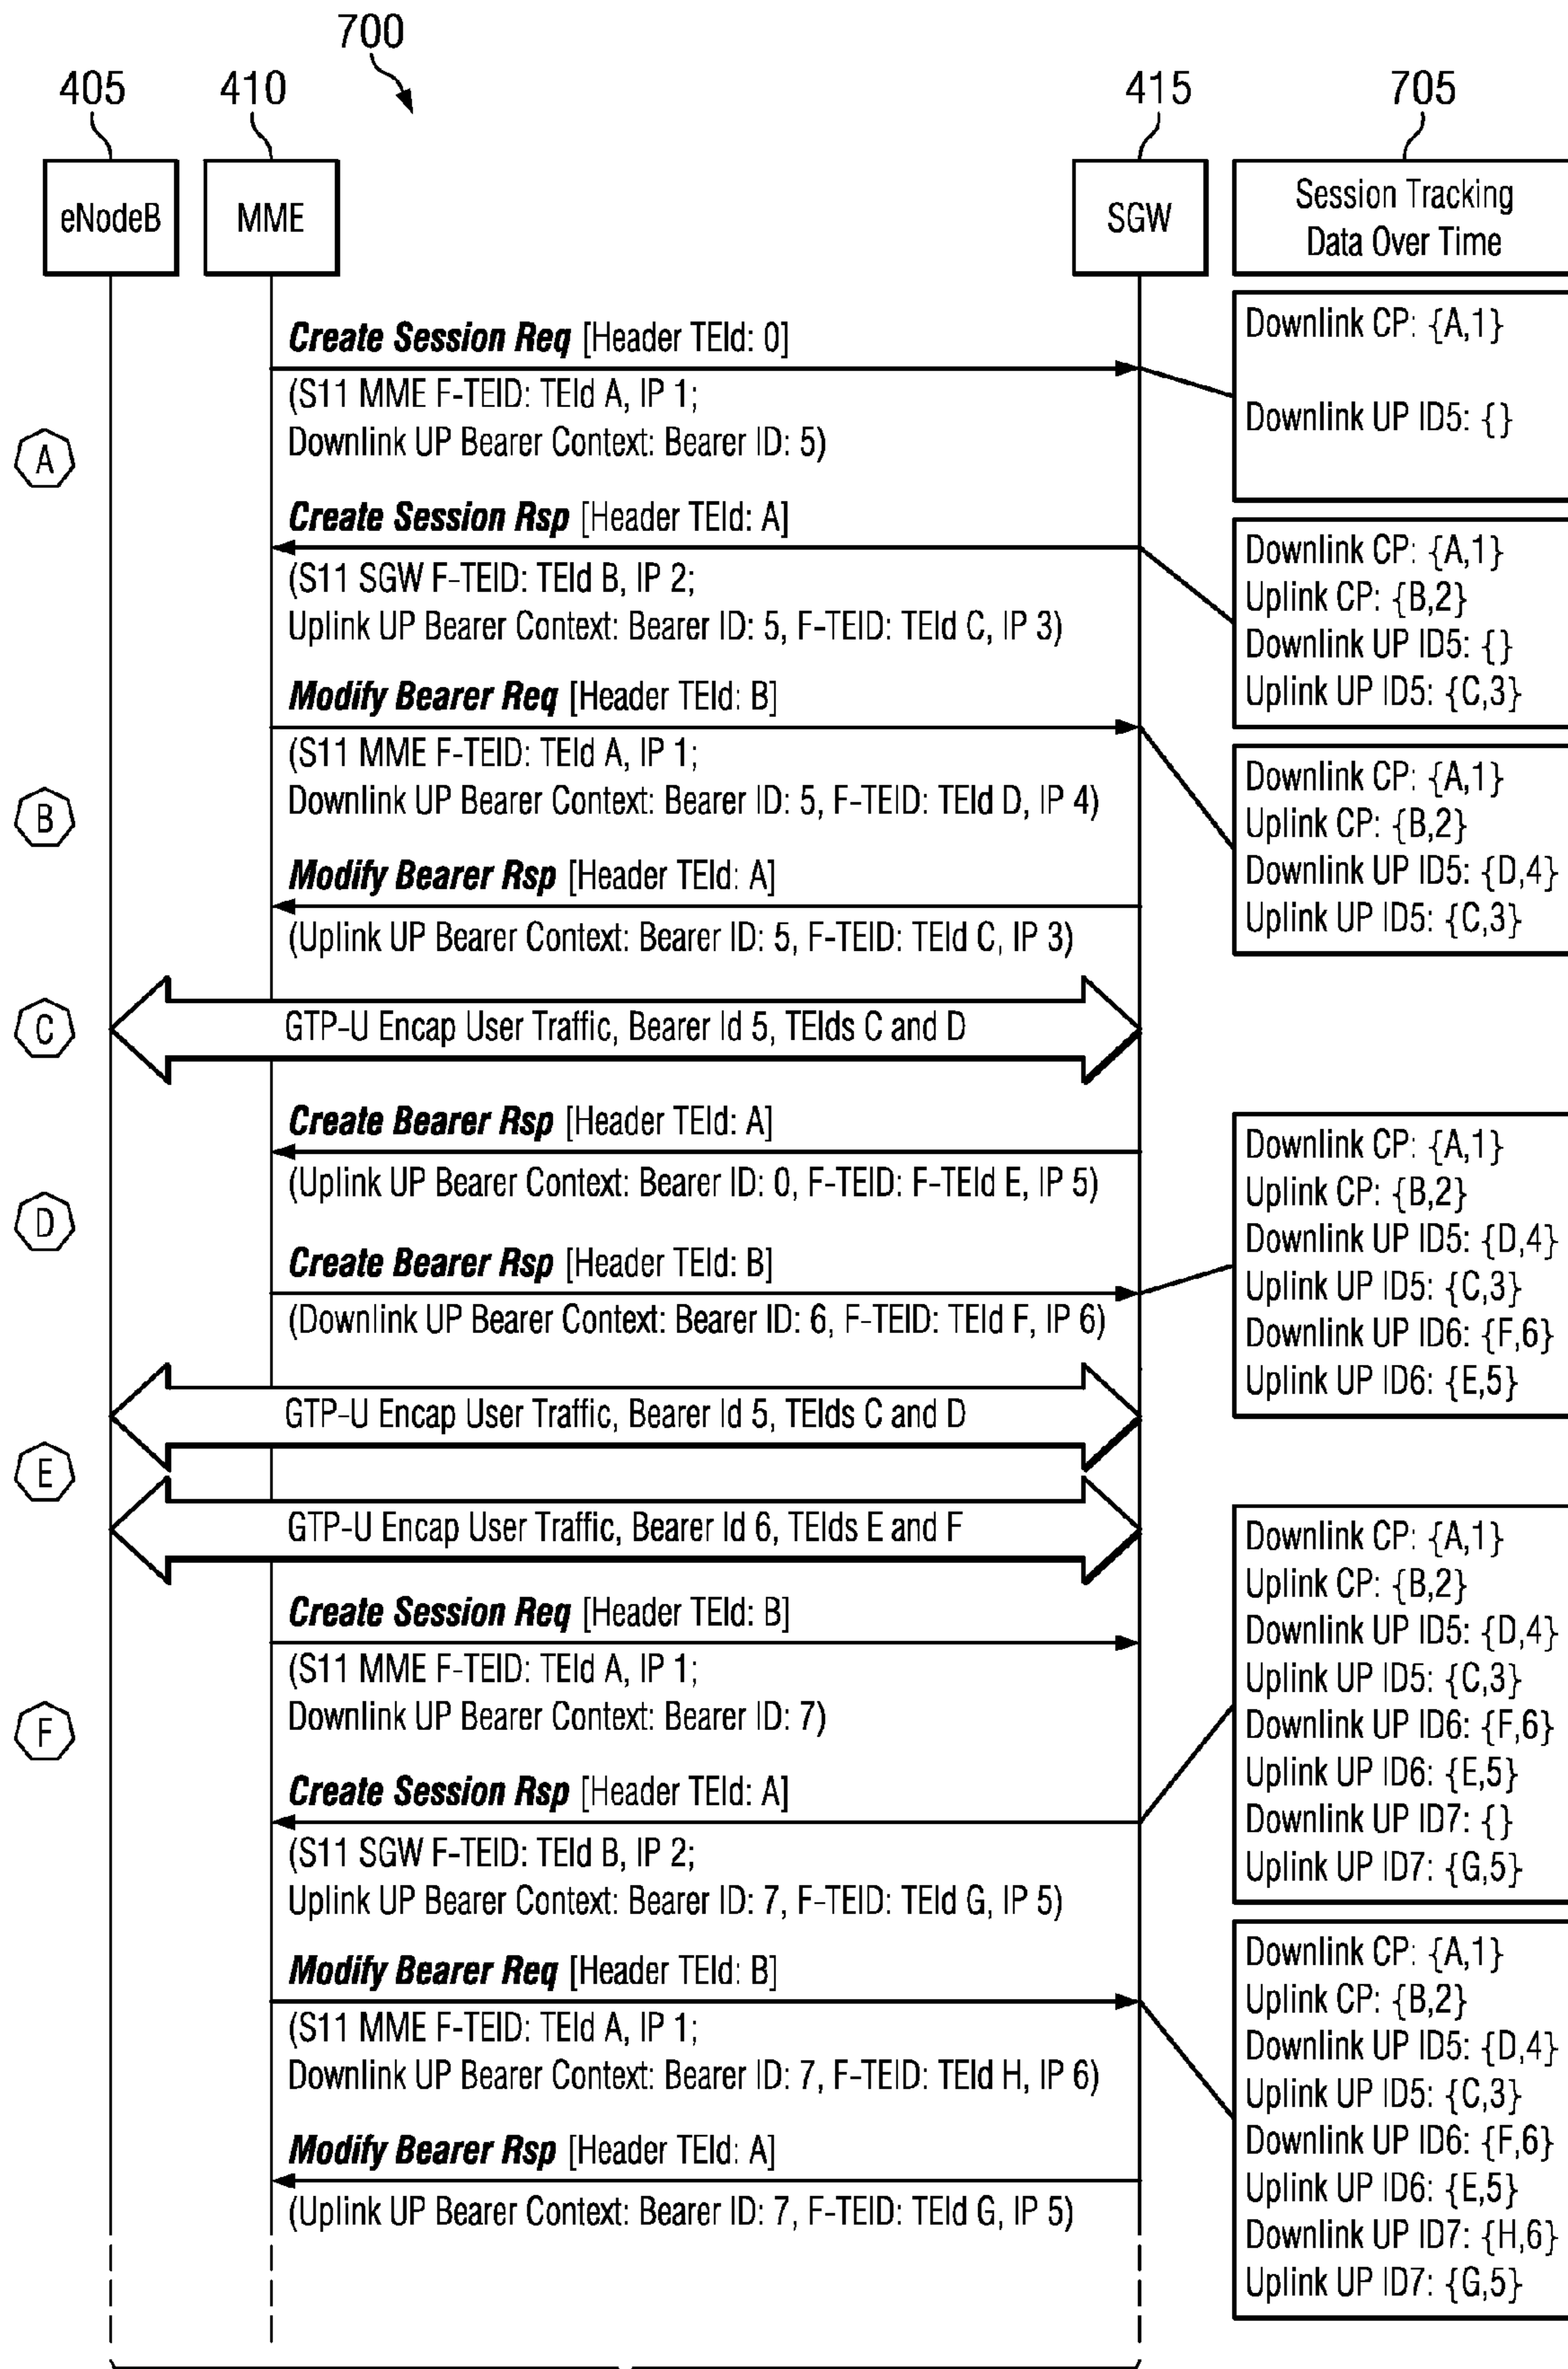 700
405
410
415
705
eNodeB
MME
SGW
Session Tracking
Data Over Time
Create Session Req [Header TEId: 0]
(S11 MME F-TEID: TEId A, IP 1;
Downlink UP Bearer Context: Bearer ID: 5)
Downlink CP: {A,1}
Downlink UP ID5: {}
A
Create Session Rsp [Header TEId: A]
(S11 SGW F-TEID: TEId B, IP 2;
Uplink UP Bearer Context: Bearer ID: 5, F-TEID: TEId C, IP 3)
Downlink CP: {A,1}
Uplink CP: {B,2}
Downlink UP ID5: {}
Uplink UP ID5: {C,3}
Modify Bearer Req [Header TEId: B]
(S11 MME F-TEID: TEId A, IP 1;
Downlink UP Bearer Context: Bearer ID: 5, F-TEID: TEId D, IP 4)
Downlink CP: {A,1}
Uplink CP: {B,2}
Downlink UP ID5: {D,4}
Uplink UP ID5: {C,3}
B
Modify Bearer Rsp [Header TEId: A]
(Uplink UP Bearer Context: Bearer ID: 5, F-TEID: TEId C, IP 3)
C
GTP-U Encap User Traffic, Bearer Id 5, TEIds C and D
Create Bearer Rsp [Header TEId: A]
(Uplink UP Bearer Context: Bearer ID: 0, F-TEID: F-TEId E, IP 5)
D
Create Bearer Rsp [Header TEId: B]
(Downlink UP Bearer Context: Bearer ID: 6, F-TEID: TEId F, IP 6)
Downlink CP: {A,1}
Uplink CP: {B,2}
Downlink UP ID5: {D,4}
Uplink UP ID5: {C,3}
Downlink UP ID6: {F,6}
Uplink UP ID6: {E,5}
GTP-U Encap User Traffic, Bearer Id 5, TEIds C and D
E
GTP-U Encap User Traffic, Bearer Id 6, TEIds E and F
Create Session Req [Header TEId: B]
(S11 MME F-TEID: TEId A, IP 1;
Downlink UP Bearer Context: Bearer ID: 7)
F
Create Session Rsp [Header TEId: A]
(S11 SGW F-TEID: TEId B, IP 2;
Uplink UP Bearer Context: Bearer ID: 7, F-TEID: TEId G, IP 5)
Downlink CP: {A,1}
Uplink CP: {B,2}
Downlink UP ID5: {D,4}
Uplink UP ID5: {C,3}
Downlink UP ID6: {F,6}
Uplink UP ID6: {E,5}
Downlink UP ID7: {}
Uplink UP ID7: {G,5}
Modify Bearer Req [Header TEId: B]
(S11 MME F-TEID: TEId A, IP 1;
Downlink UP Bearer Context: Bearer ID: 7, F-TEID: TEId H, IP 6)
Modify Bearer Rsp [Header TEId: A]
(Uplink UP Bearer Context: Bearer ID: 7, F-TEID: TEId G, IP 5)
Downlink CP: {A,1}
Uplink CP: {B,2}
Downlink UP ID5: {D,4}
Uplink UP ID5: {C,3}
Downlink UP ID6: {F,6}
Uplink UP ID6: {E,5}
Downlink UP ID7: {H,6}
Uplink UP ID7: {G,5}